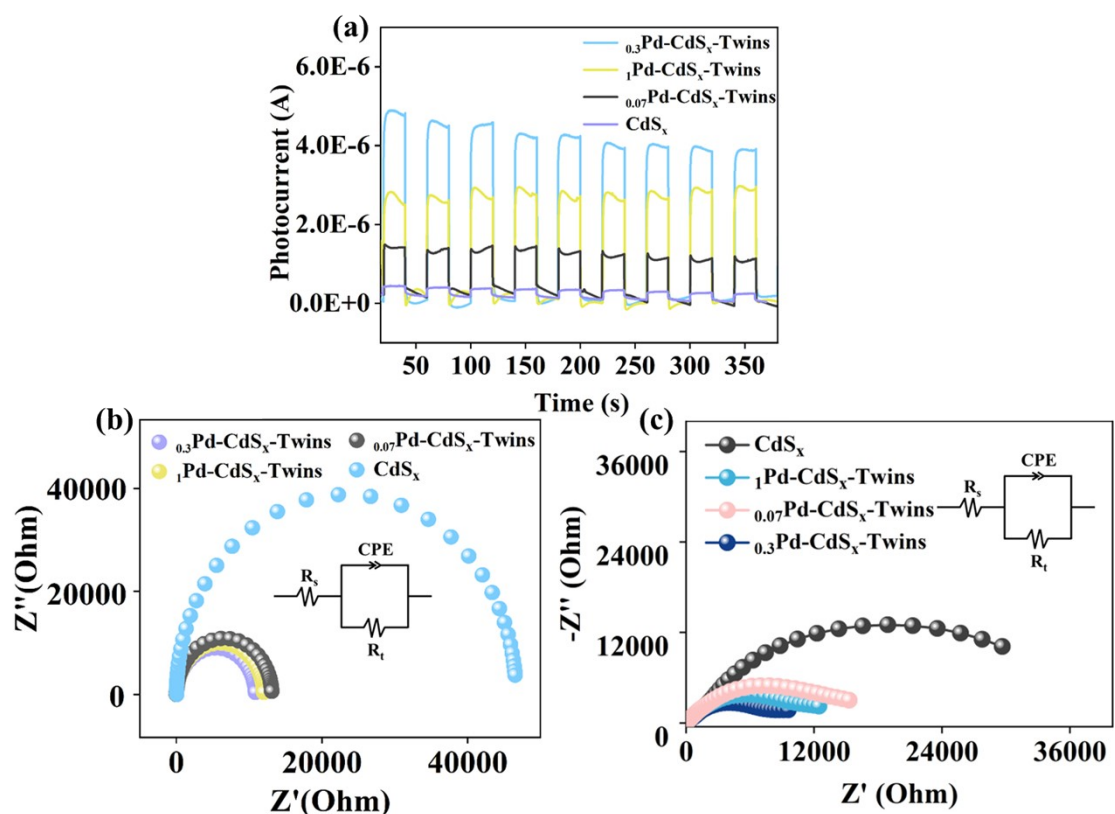 (a)
₀.₃Pd-CdSₓ-Twins
₁Pd-CdSₓ-Twins
₀.₀₇Pd-CdSₓ-Twins
CdSₓ
Photocurrent (A)
6.0E-6
4.0E-6
2.0E-6
0.0E+0
50 100 150 200 250 300 350
Time (s)
(b)
₀.₃Pd-CdSₓ-Twins
₀.₀₇Pd-CdSₓ-Twins
₁Pd-CdSₓ-Twins
CdSₓ
Z''(Ohm)
40000
20000
0
CPE
Rₛ
Rₜ
0 20000 40000
Z'(Ohm)
(c)
CdSₓ
₁Pd-CdSₓ-Twins
₀.₀₇Pd-CdSₓ-Twins
₀.₃Pd-CdSₓ-Twins
-Z'' (Ohm)
36000
24000
12000
0
CPE
Rₛ
Rₜ
0 12000 24000 36000
Z' (Ohm)